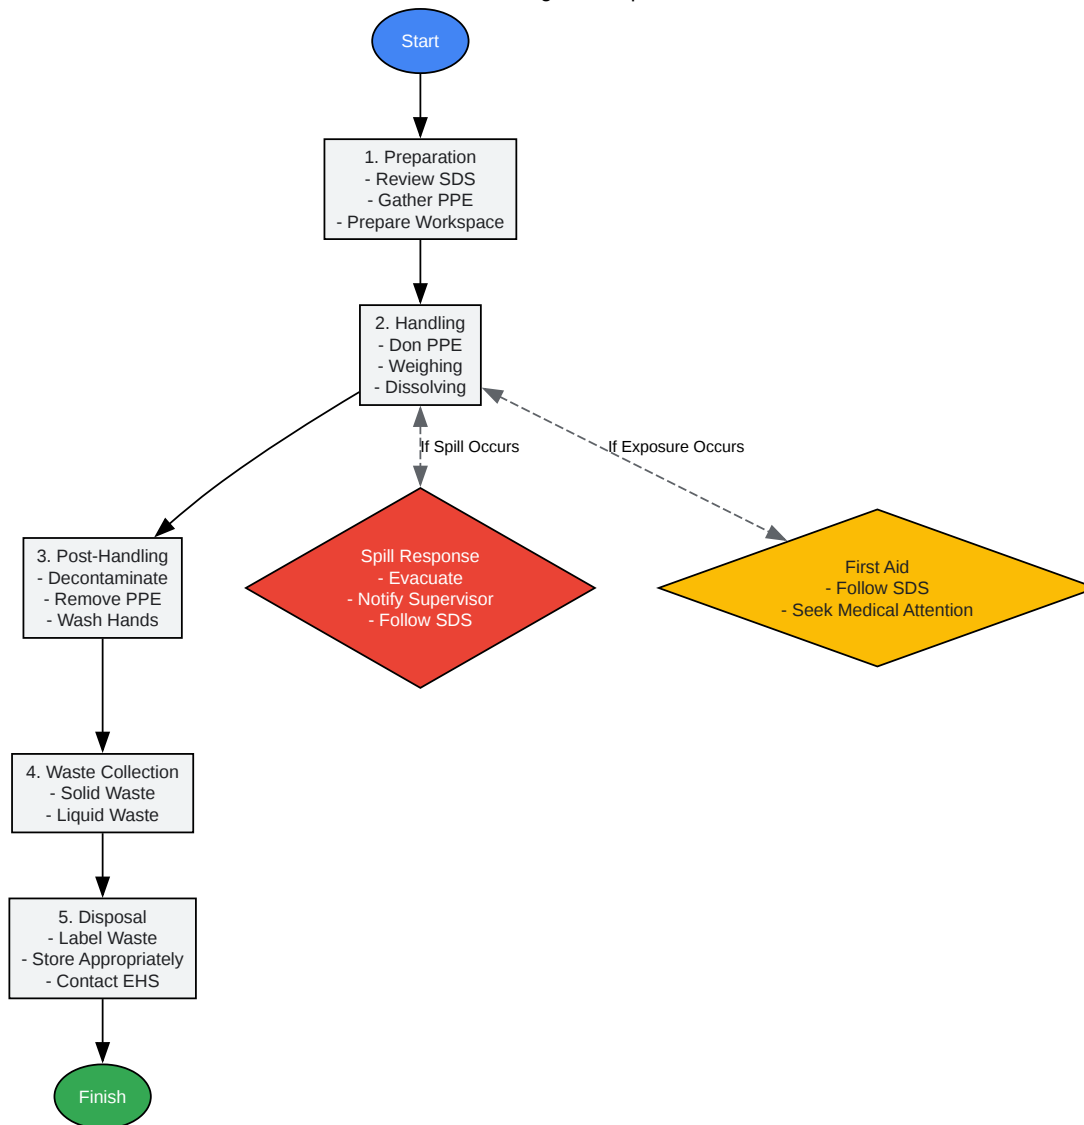 Start
1. Preparation
- Review SDS
- Gather PPE
- Prepare Workspace
2. Handling
- Don PPE
- Weighing
- Dissolving
If Spill Occurs
If Exposure Occurs
3. Post-Handling
- Decontaminate
- Remove PPE
- Wash Hands
Spill Response
- Evacuate
- Notify Supervisor
- Follow SDS
First Aid
- Follow SDS
- Seek Medical Attention
4. Waste Collection
- Solid Waste
- Liquid Waste
5. Disposal
- Label Waste
- Store Appropriately
- Contact EHS
Finish